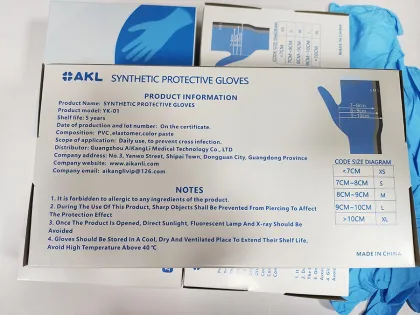 AKL SYNTHETIC PROTECTIVE GLOVES
PRODUCT INFORMATION
Product Name: SYNTHETIC PROTECTIVE GLOVES
Product model: YK-01
Shelf life: 5 years
Date of production and lot number: On the certificate.
Composition: PVC,elastomer,color paste
Scope of application: Daily use, to prevent cross infection.
Distributor: Guangzhou AiKangLi Medical Technology Co., LTD
Company address: No.3, Yanwo Street, Shipai Town, Dongguan City, Guangdong Province
Company website: www.aikanli.com
Company email: aikanglivip@126.com
NOTES
1. It is forbidden for allergic to any ingredients of the product.
2. During The Use Of This Product, Sharp Objects Shall Be Prevented From Piercing To Affect
The Protection Effect
3. Once The Product Is Opened, Direct Sunlight, Fluorescent Lamp And X-ray Should Be
Avoided
4. Gloves Should Be Stored In A Cool, Dry And Ventilated Place To Extend Their Shelf Life,
Avoid High Temperature Above 40℃
CODE SIZE DIAGRAM
<7CM XS
7CM~8CM S
8CM~9CM M
9CM~10CM L
>10CM XL
MADE IN CHINA